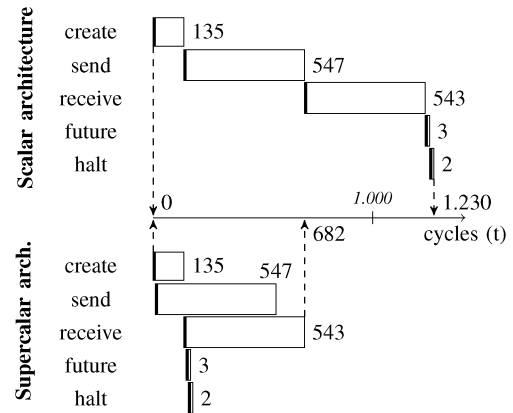 Scalar architecture
create 135
send 547
receive 543
future 3
halt 2
0 1.000 1.230
682 cycles (t)
Supercalar arch.
create 135 547
send
receive 543
future 3
halt 2